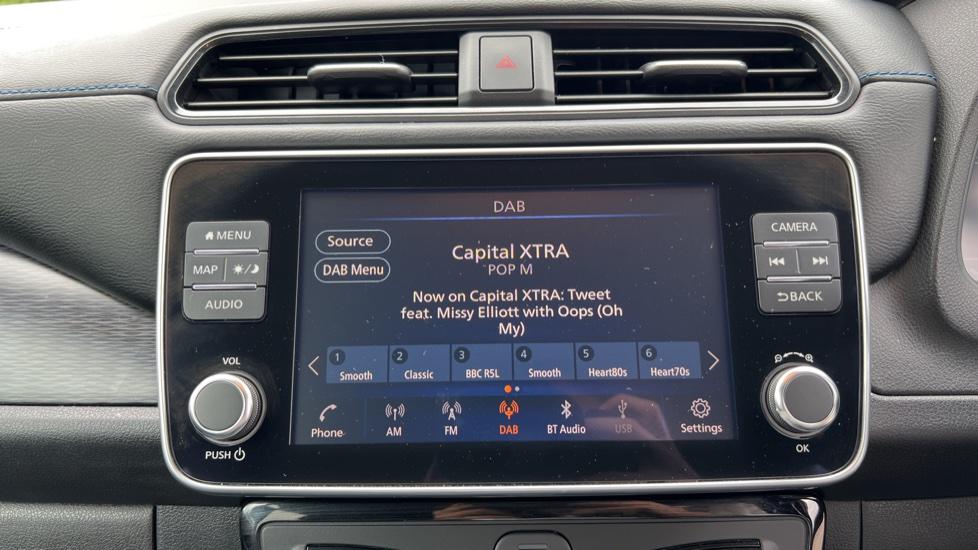 DAB
MENU
MAP
AUDIO
VOL
PUSH
Source
DAB Menu
Capital XTRA
POP M
Now on Capital XTRA: Tweet
feat. Missy Elliott with Oops (Oh
My)
1 Smooth
2 Classic
3 BBC R5L
4 Smooth
5 Heart80s
6 Heart70s
Phone
AM
FM
DAB
BT Audio
USB
Settings
CAMERA
BACK
OK